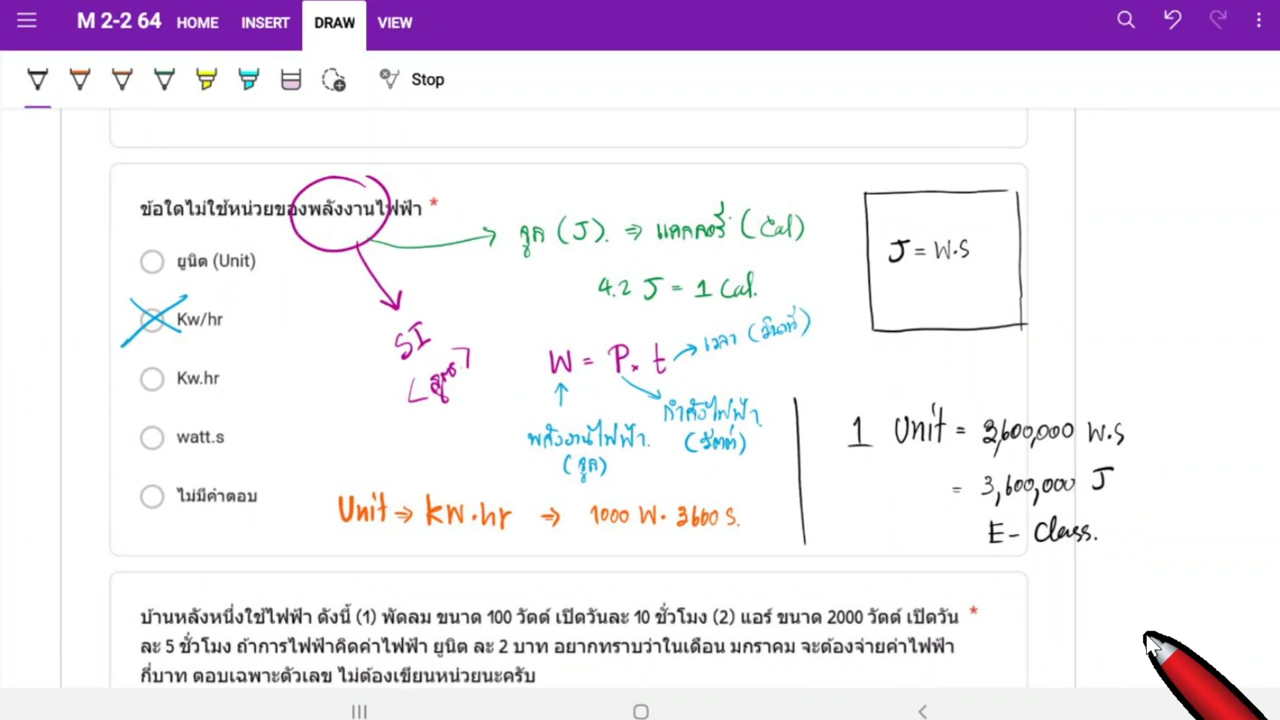 M 2-2 64 HOME INSERT DRAW VIEW
Stop
ข้อใดไม่ใช้หน่วยของพลังงานไฟฟ้า *
ยูนิต (Unit)
Kw/hr
Kw.hr
watt.s
ไม่มีคำตอบ
จูล (J). ⇒ แคลลอรี่ (Cal)
4.2 J = 1 Cal.
SI
W = P × t → เวลา (วินาที)
พลังงานไฟฟ้า.
(จูล)
กำลังไฟฟ้า.
(วัตต์)
Unit → kW.hr ⇒ 1000 W. 3600 S.
J = W.S
1 Unit = 3,600,000 W.S
= 3,600,000 J
E- Class.
บ้านหลังหนึ่งใช้ไฟฟ้า ดังนี้ (1) พัดลม ขนาด 100 วัตต์ เปิดวันละ 10 ชั่วโมง (2) แอร์ ขนาด 2000 วัตต์ เปิดวัน *
ละ 5 ชั่วโมง ถ้าการไฟฟ้าคิดค่าไฟฟ้า ยูนิต ละ 2 บาท อยากทราบว่าในเดือน มกราคม จะต้องจ่ายค่าไฟฟ้า
กี่บาท ตอบเฉพาะตัวเลข ไม่ต้องเขียนหน่วยนะครับ